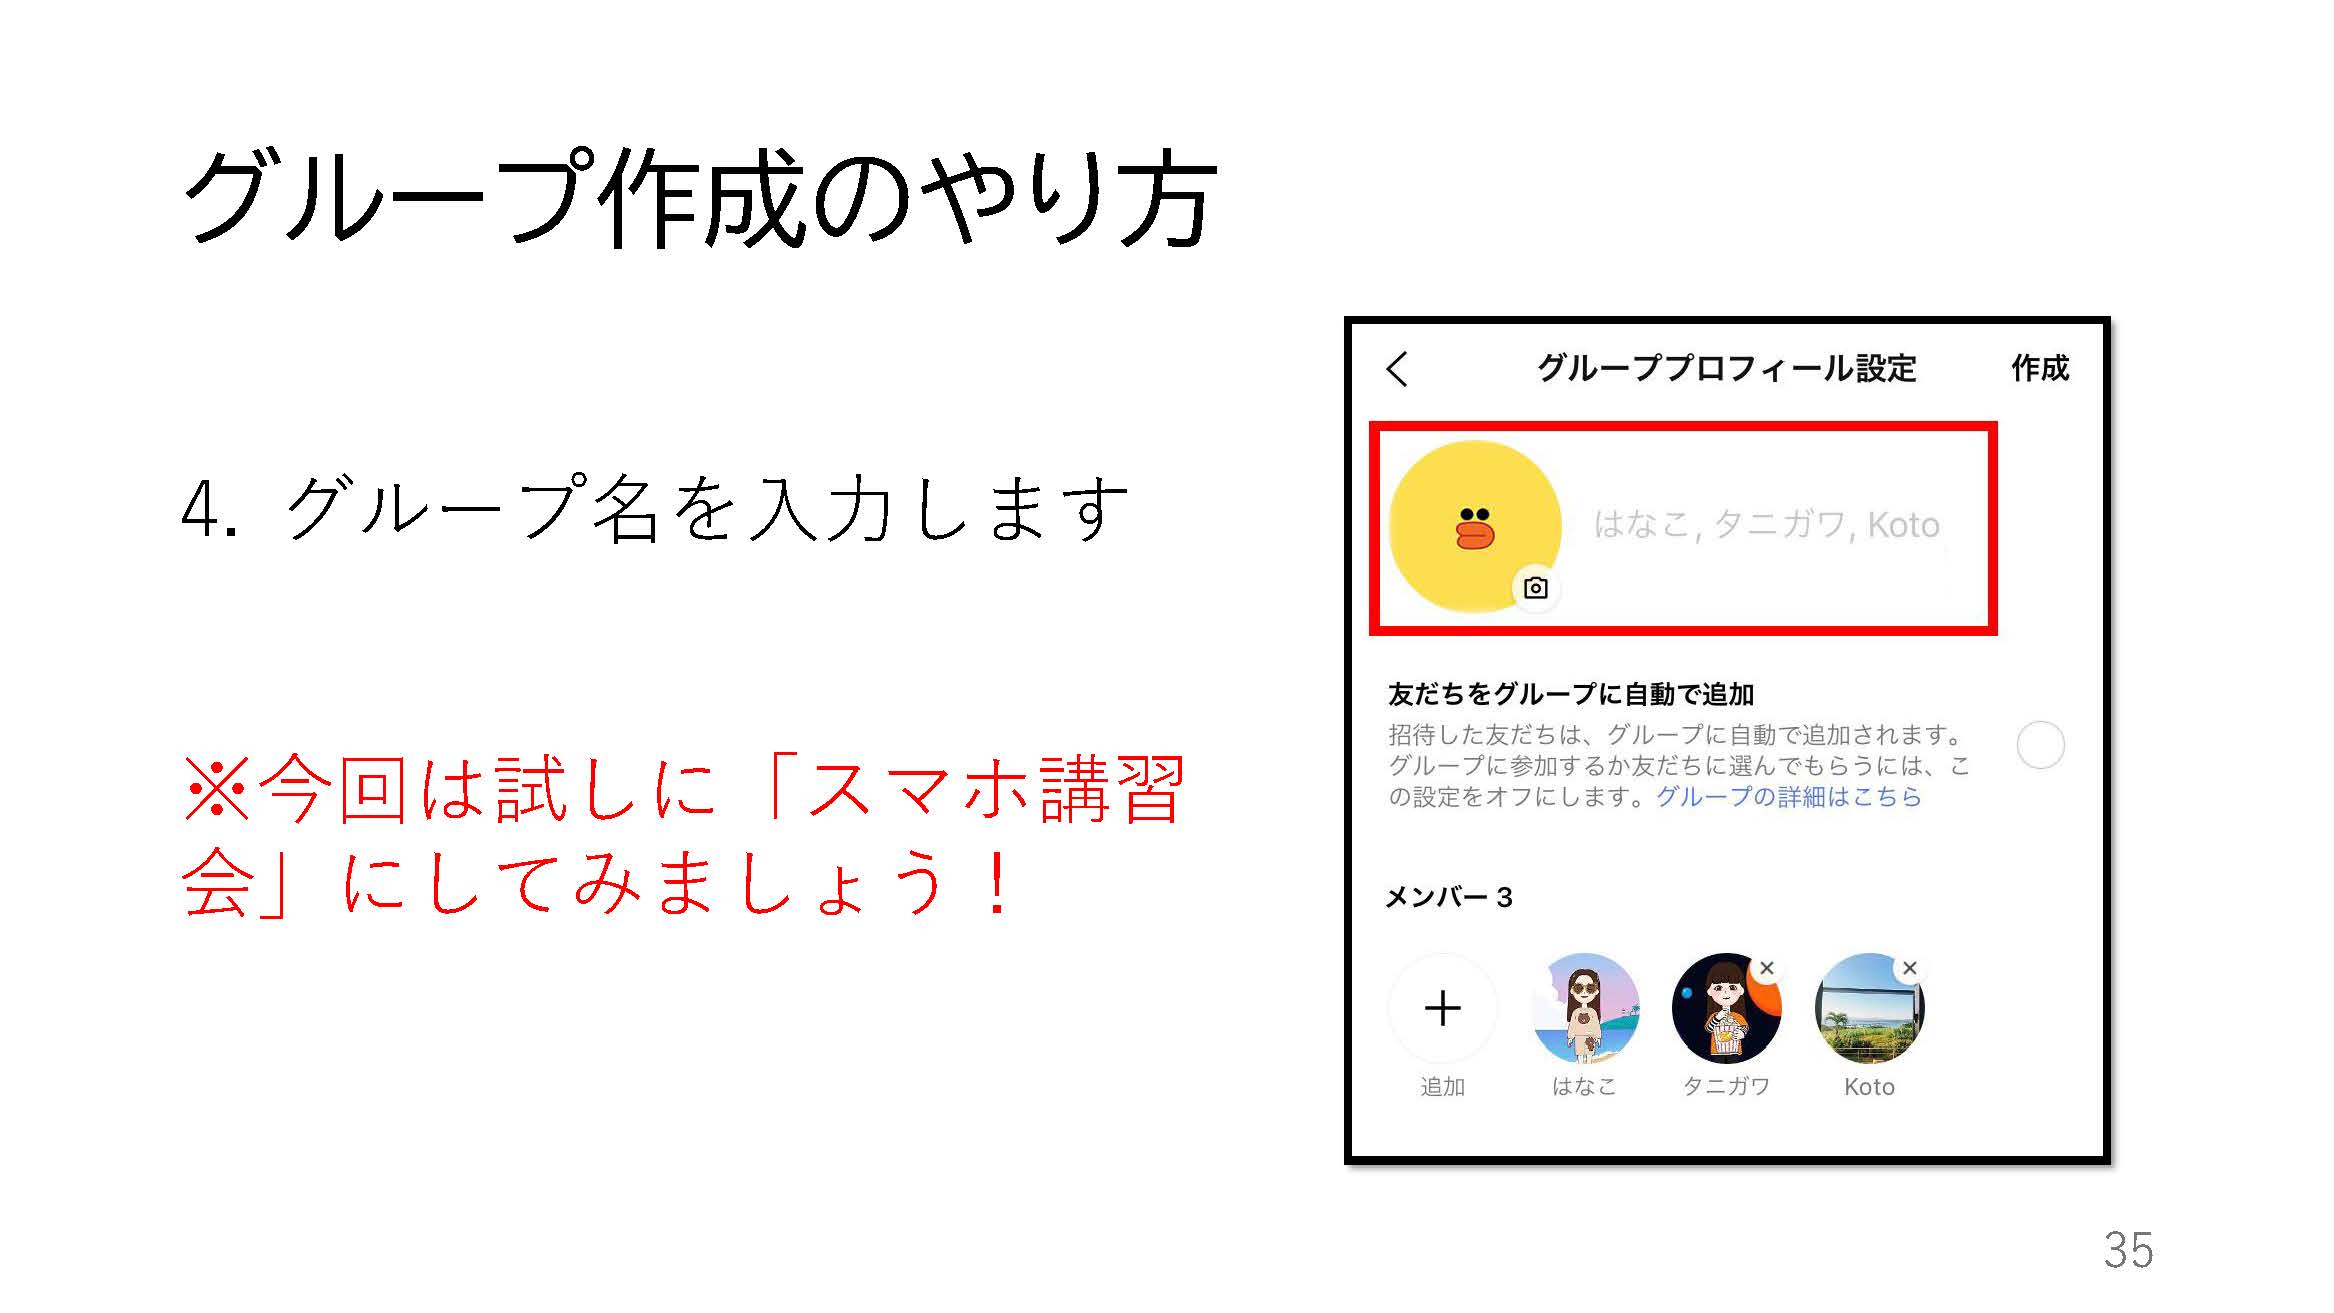 グループ作成のやり方
4. グループ名を入力します
※今回は試しに「スマホ講習
会」にしてみましょう！
グループプロフィール設定 作成
はなこ, タニガワ, Koto
友だちをグループに自動で追加
招待した友だちは、グループに自動で追加されます。
グループに参加するか友だちに選んでもらうには、こ
の設定をオフにします。グループの詳細はこちら
メンバー 3
追加 はなこ タニガワ Koto
35